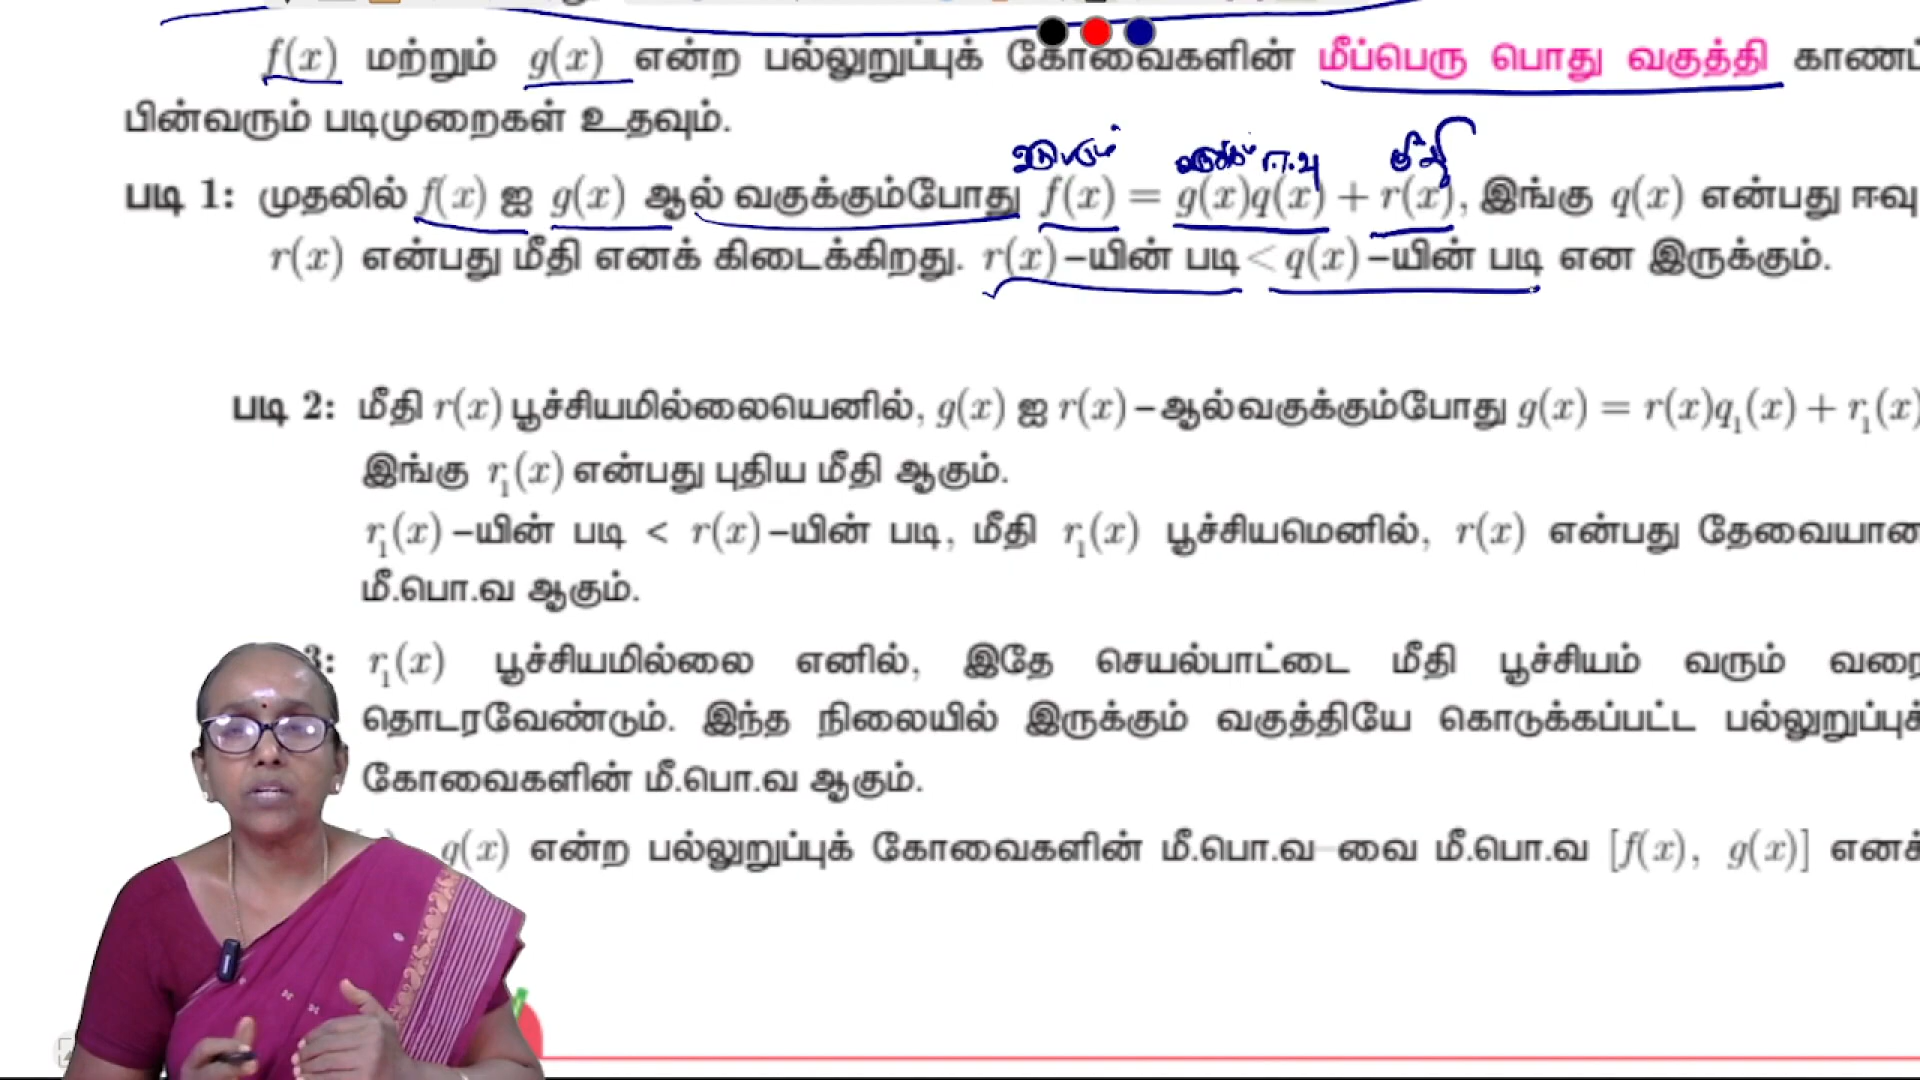 f(x) மற்றும் g(x) என்ற பல்லுறுப்புக் கோவைகளின் மீப்பெரு பொது வகுத்தி காணப்
பின்வரும் படிமுறைகள் உதவும்.
படி 1: முதலில் f(x) ஐ g(x) ஆல் வகுக்கும்போது f(x) = g(x)q(x) + r(x), இங்கு q(x) என்பது ஈவு
மீதி
r(x) என்பது மீதி எனக் கிடைக்கிறது. r(x)–யின் படி < q(x)–யின் படி என இருக்கும்.
படி 2: மீதி r(x) பூச்சியமில்லையெனில், g(x) ஐ r(x)–ஆல்வகுக்கும்போது g(x) = r(x)q₁(x) + r₁(x)
இங்கு r₁(x) என்பது புதிய மீதி ஆகும்.
r₁(x)–யின் படி < r(x)–யின் படி, மீதி r₁(x) பூச்சியமெனில், r(x) என்பது தேவையான
மீ.பொ.வ ஆகும்.
3: r₁(x) பூச்சியமில்லை எனில், இதே செயல்பாட்டை மீதி பூச்சியம் வரும் வரை
தொடரவேண்டும். இந்த நிலையில் இருக்கும் வகுத்தியே கொடுக்கப்பட்ட பல்லுறுப்புக்
கோவைகளின் மீ.பொ.வ ஆகும்.
g(x) என்ற பல்லுறுப்புக் கோவைகளின் மீ.பொ.வ–வை மீ.பொ.வ [f(x), g(x)] எனக்